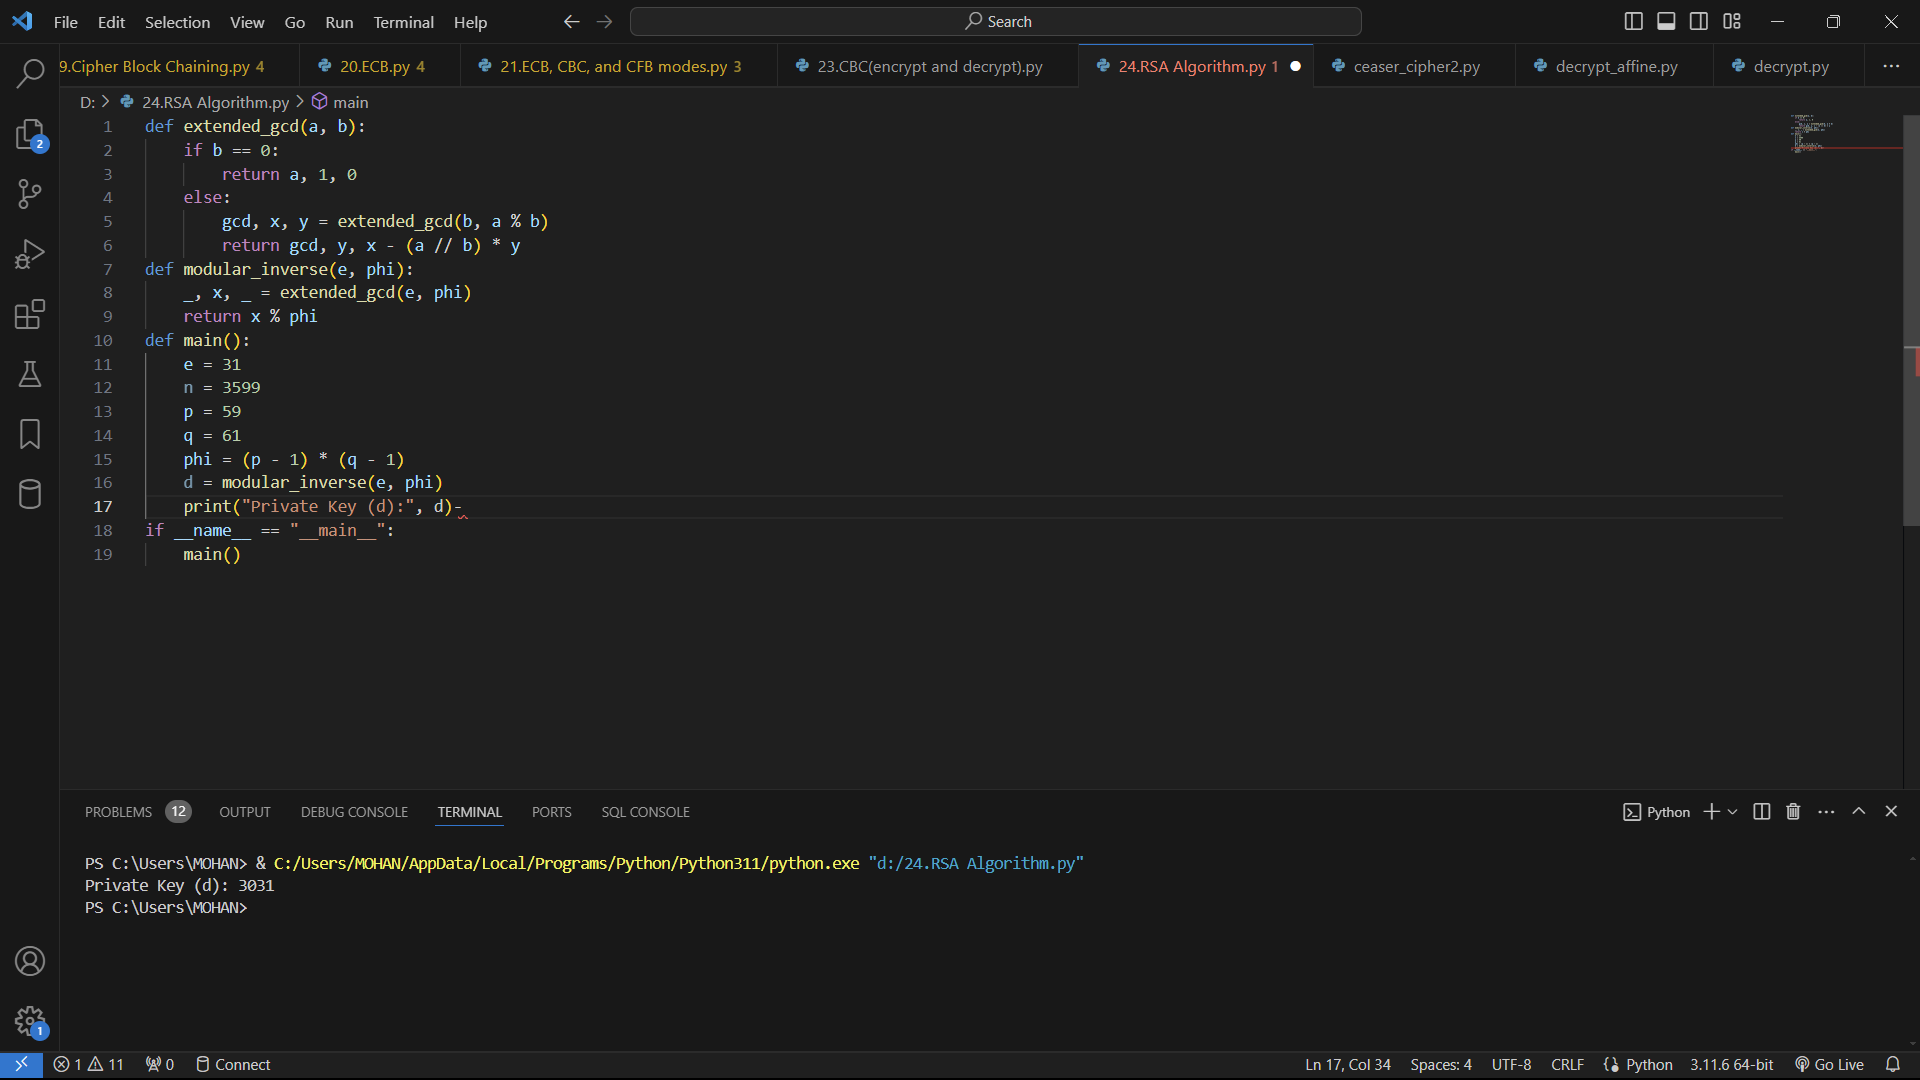 File Edit Selection View Go Run Terminal Help Search
9.Cipher Block Chaining.py 4 20.ECB.py 4 21.ECB, CBC, and CFB modes.py 3 23.CBC(encrypt and decrypt).py 24.RSA Algorithm.py 1 ceaser_cipher2.py decrypt_affine.py decrypt.py
D: > 24.RSA Algorithm.py > main
1 def extended_gcd(a, b):
2 if b == 0:
3 return a, 1, 0
4 else:
5 gcd, x, y = extended_gcd(b, a % b)
6 return gcd, y, x - (a // b) * y
7 def modular_inverse(e, phi):
8 _, x, _ = extended_gcd(e, phi)
9 return x % phi
10 def main():
11 e = 31
12 n = 3599
13 p = 59
14 q = 61
15 phi = (p - 1) * (q - 1)
16 d = modular_inverse(e, phi)
17 print("Private Key (d):", d)-
18 if __name__ == "__main__":
19 main()
2
PROBLEMS 12 OUTPUT DEBUG CONSOLE TERMINAL PORTS SQL CONSOLE Python
PS C:\Users\MOHAN> & C:/Users/MOHAN/AppData/Local/Programs/Python/Python311/python.exe "d:/24.RSA Algorithm.py"
Private Key (d): 3031
PS C:\Users\MOHAN>
1
1 11 0 Connect Ln 17, Col 34 Spaces: 4 UTF-8 CRLF Python 3.11.6 64-bit Go Live